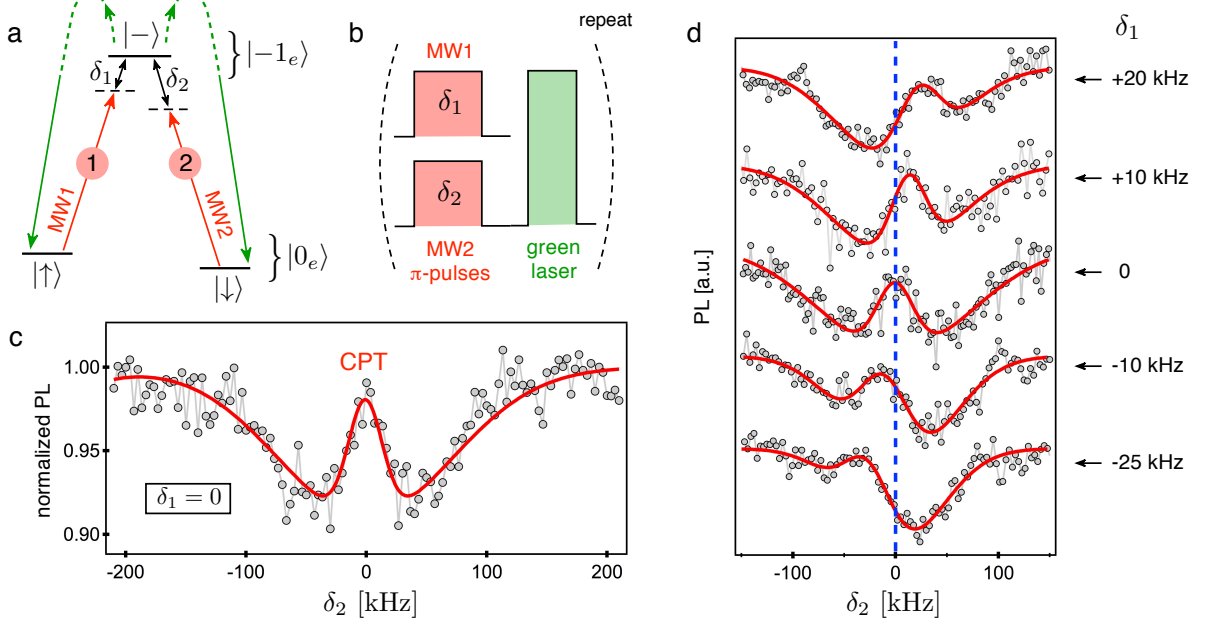 a
|−⟩
}|−1ₑ⟩
δ₁
δ₂
1
2
MW1
MW2
|↑⟩
|↓⟩
}|0ₑ⟩
b
repeat
MW1
δ₁
δ₂
MW2
π-pulses
green
laser
c
CPT
normalized PL
1.00
0.95
0.90
δ₁ = 0
-200
-100
0
100
200
δ₂ [kHz]
d
δ₁
+20 kHz
+10 kHz
0
-10 kHz
-25 kHz
PL [a.u.]
-100
0
100
δ₂ [kHz]